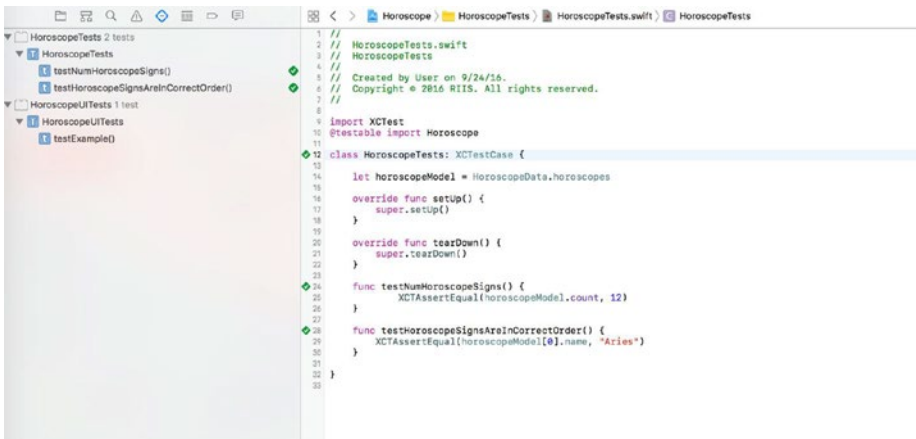 HoroscopeTests 2 tests
HoroscopeTests
testNumHoroscopeSigns()
testHoroscopeSignsAreInCorrectOrder()
HoroscopeUITests 1 test
HoroscopeUITests
testExample()
Horoscope HoroscopeTests HoroscopeTests.swift HoroscopeTests
1 //
2 // HoroscopeTests.swift
3 // HoroscopeTests
4 //
5 // Created by User on 9/24/16.
6 // Copyright © 2016 RIIS. All rights reserved.
7 //
8
9 import XCTest
10 @testable import Horoscope
11
12 class HoroscopeTests: XCTestCase {
13
14 let horoscopeModel = HoroscopeData.horoscopes
15
16 override func setUp() {
17 super.setUp()
18 }
19
20 override func tearDown() {
21 super.tearDown()
22 }
23
24 func testNumHoroscopeSigns() {
25 XCTAssertEqual(horoscopeModel.count, 12)
26 }
27
28 func testHoroscopeSignsAreInCorrectOrder() {
29 XCTAssertEqual(horoscopeModel[0].name, "Aries")
30 }
31
32 }
33